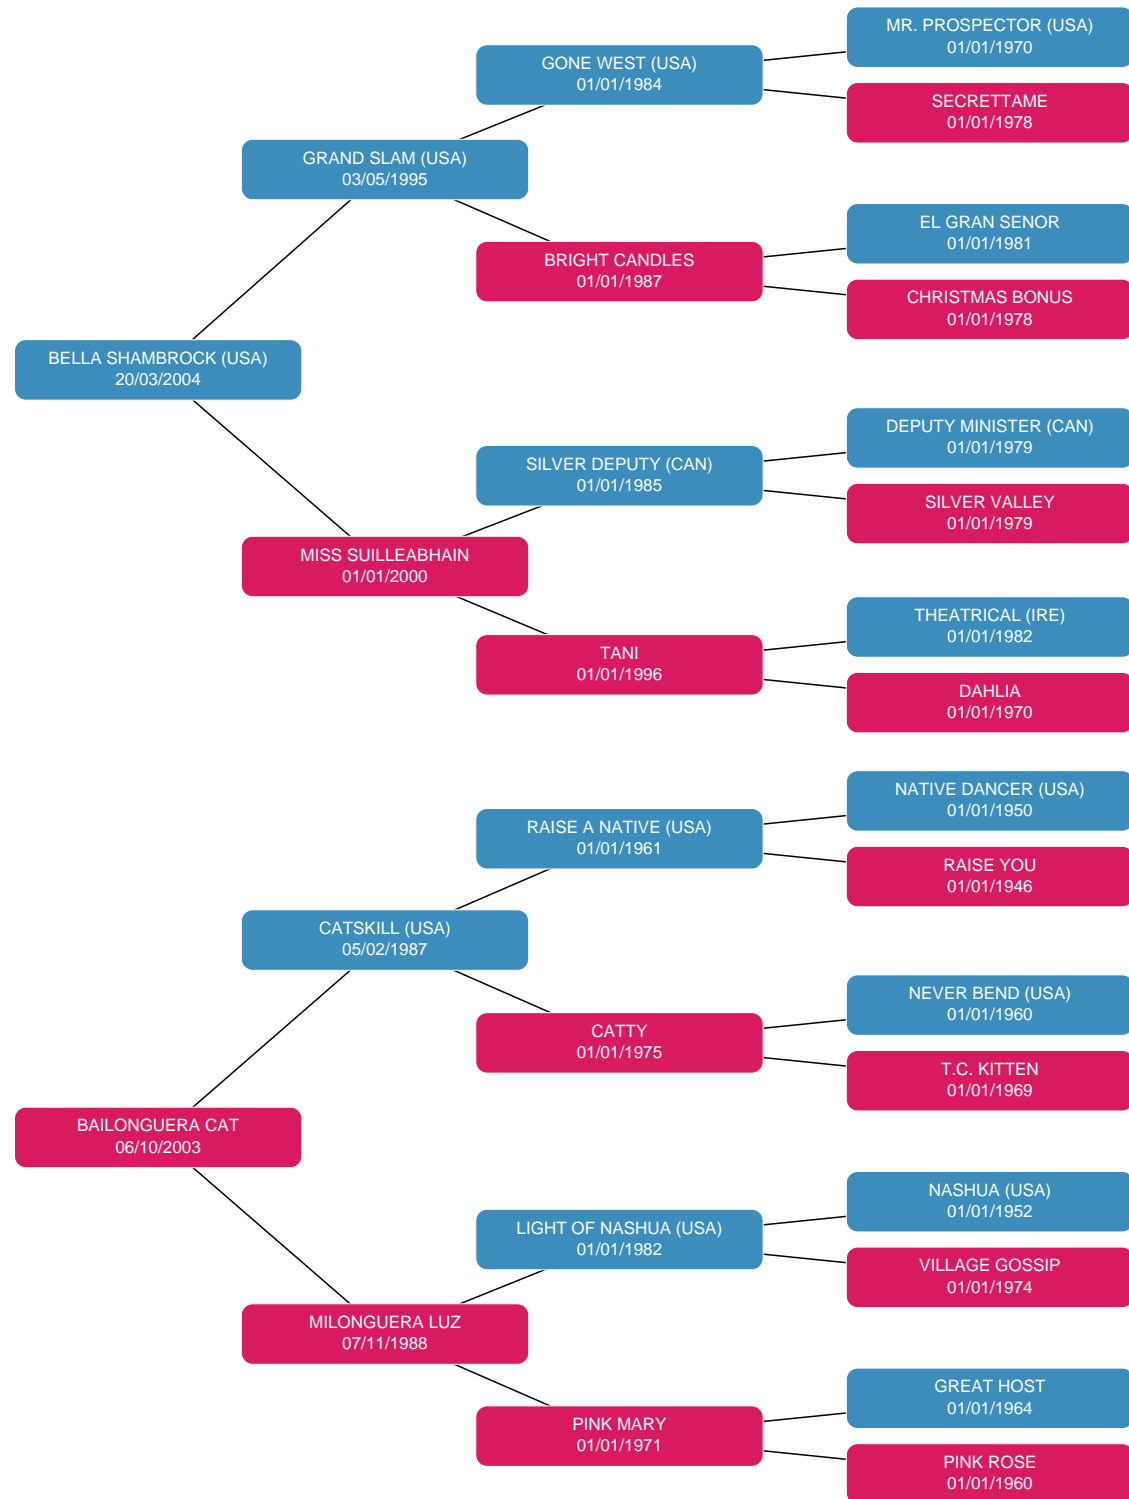 MR. PROSPECTOR (USA)
01/01/1970
GONE WEST (USA)
01/01/1984
SECRETTAME
01/01/1978
GRAND SLAM (USA)
03/05/1995
EL GRAN SENOR
01/01/1981
BRIGHT CANDLES
01/01/1987
CHRISTMAS BONUS
01/01/1978
BELLA SHAMBROCK (USA)
20/03/2004
DEPUTY MINISTER (CAN)
01/01/1979
SILVER DEPUTY (CAN)
01/01/1985
SILVER VALLEY
01/01/1979
MISS SUILLEABHAIN
01/01/2000
THEATRICAL (IRE)
01/01/1982
TANI
01/01/1996
DAHLIA
01/01/1970
NATIVE DANCER (USA)
01/01/1950
RAISE A NATIVE (USA)
01/01/1961
RAISE YOU
01/01/1946
CATSKILL (USA)
05/02/1987
NEVER BEND (USA)
01/01/1960
CATTY
01/01/1975
T.C. KITTEN
01/01/1969
BAILONGUERA CAT
06/10/2003
NASHUA (USA)
01/01/1952
LIGHT OF NASHUA (USA)
01/01/1982
VILLAGE GOSSIP
01/01/1974
MILONGUERA LUZ
07/11/1988
GREAT HOST
01/01/1964
PINK MARY
01/01/1971
PINK ROSE
01/01/1960